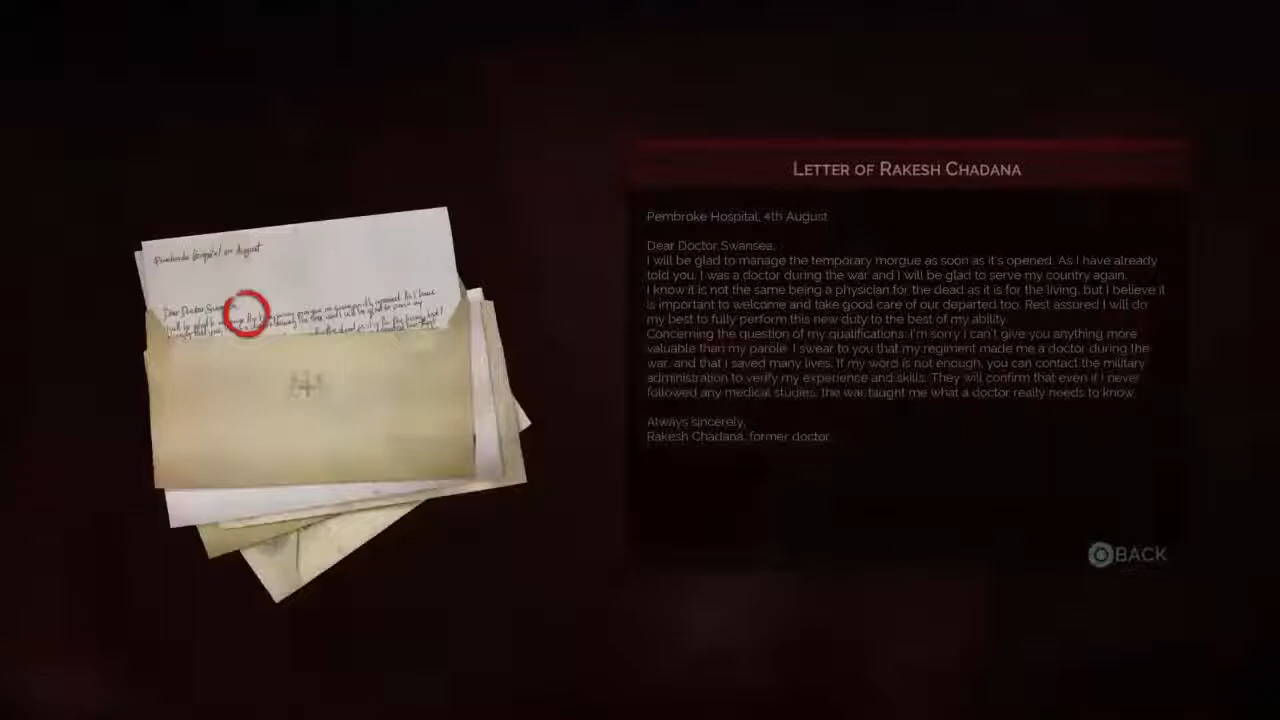 Pembroke Hospital on August
Dear Doctor Swan
LETTER OF RAKESH CHADANA
Pembroke Hospital, 4th August
Dear Doctor Swansea,
I will be glad to manage the temporary morgue as soon as it's opened. As I have already
told you, I was a doctor during the war and I will be glad to serve my country again.
I know it is not the same being a physician for the dead as it is for the living, but I believe it
is important to welcome and take good care of our departed too. Rest assured I will do
my best to fully perform this new duty to the best of my ability.
Concerning the question of my qualifications: I'm sorry I can't give you anything more
valuable than my parole. I swear to you that my regiment made me a doctor during the
war, and that I saved many lives. If my word is not enough, you can contact the military
administration to verify my experience and skills. They will confirm that even if I never
followed any medical studies, the war taught me what a doctor really needs to know.
Always sincerely,
Rakesh Chadana, former doctor.
BACK